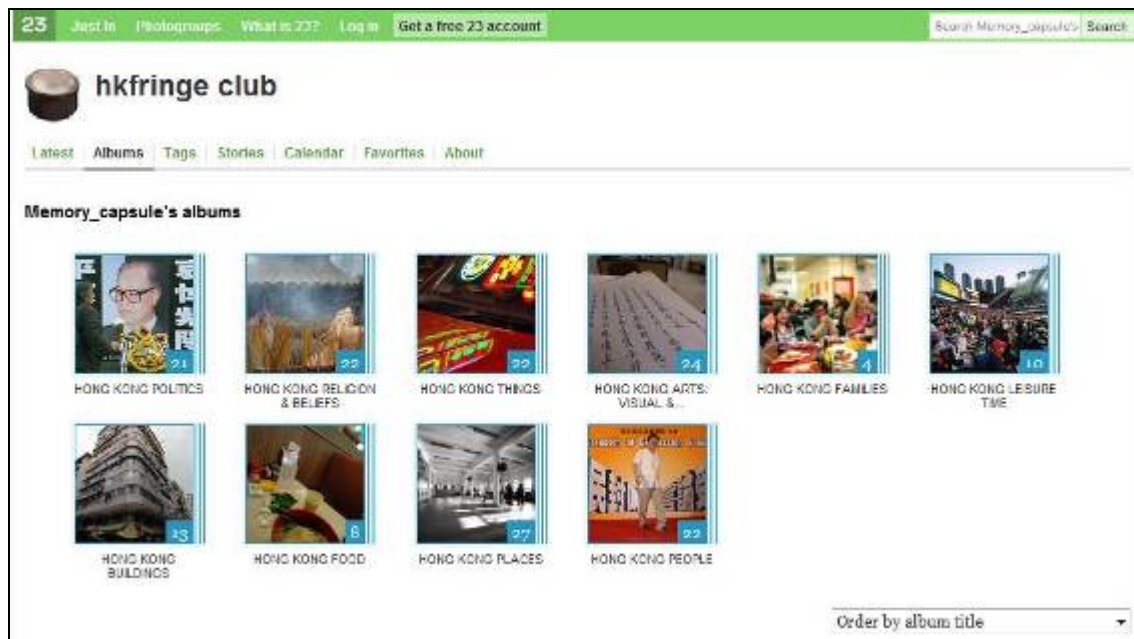 23 Just In Photogroups What is 23? Log in Get a free 23 account Search Memory_capsule's Search
hkfringe club
Latest Albums Tags Stories Calendar Favorites About
Memory_capsule's albums
21 22 22 24 4 10
HONG KONG POLITICS HONG KONG RELIGION HONG KONG THINGS HONG KONG ARTS: HONG KONG FAMILIES HONG KONG LEISURE
& BELIEFS VISUAL &... TIME
13 8 27 22
HONG KONG HONG KONG FOOD HONG KONG PLACES HONG KONG PEOPLE
BUILDINGS
Order by album title